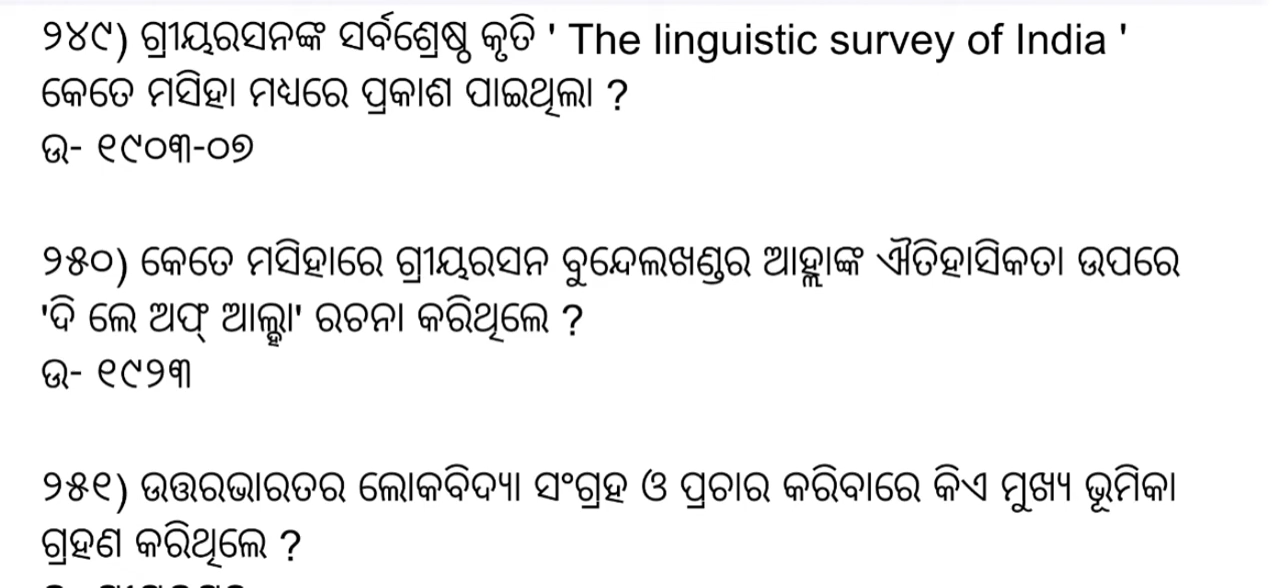 ୨୪୯) ଗ୍ରୀୟରସନଙ୍କ ସର୍ବଶ୍ରେଷ୍ଠ କୃତି ' The linguistic survey of India '
କେତେ ମସିହା ମଧ୍ୟରେ ପ୍ରକାଶ ପାଇଥିଲା ?
ଉ- ୧୯୦୩-୦୭
୨୫୦) କେତେ ମସିହାରେ ଗ୍ରୀୟରସନ ବୁନ୍ଦେଲଖଣ୍ଡର ଆହ୍ଲାଙ୍କ ଐତିହାସିକତା ଉପରେ
'ଦି ଲେ ଅଫ୍ ଆଲ୍ହା' ରଚନା କରିଥିଲେ ?
ଉ- ୧୯୨୩
୨୫୧) ଉତ୍ତରଭାରତର ଲୋକବିଦ୍ୟା ସଂଗ୍ରହ ଓ ପ୍ରଚାର କରିବାରେ କିଏ ମୁଖ୍ୟ ଭୂମିକା
ଗ୍ରହଣ କରିଥିଲେ ?